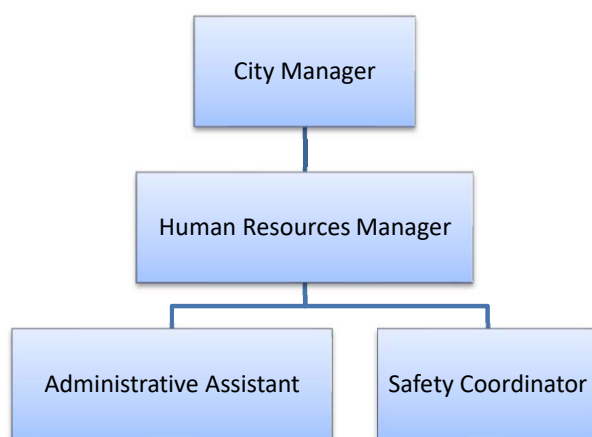 City Manager
Human Resources Manager
Administrative Assistant
Safety Coordinator